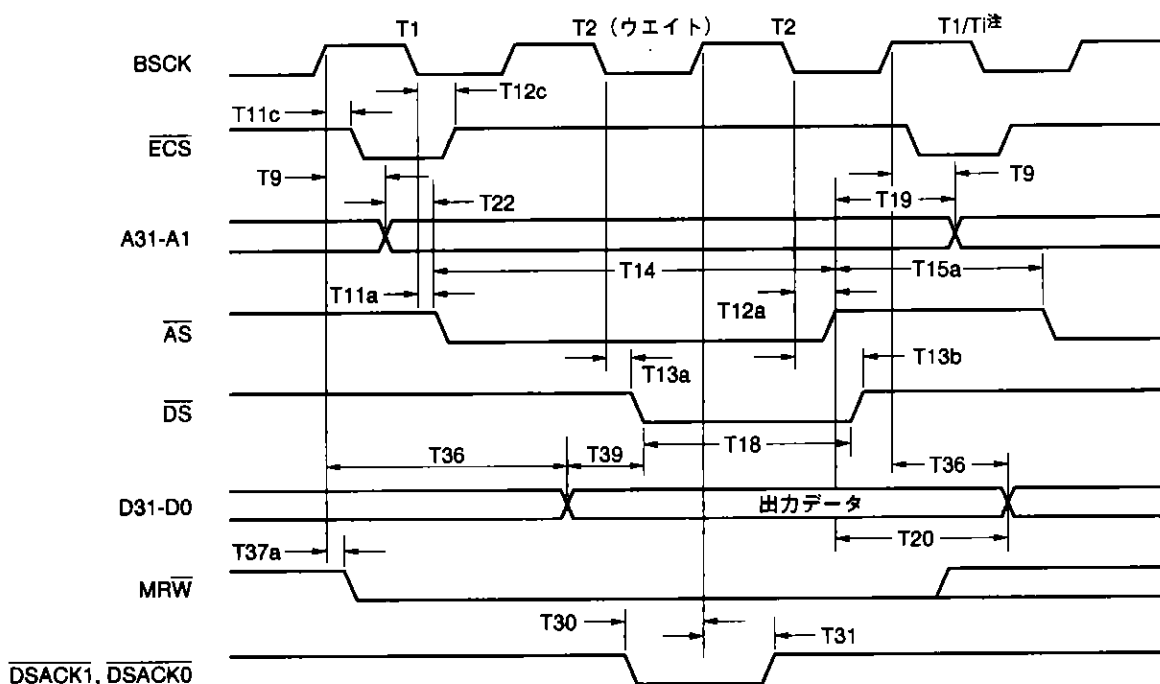 T1 T2 (ウエイト) T2 T1/Ti注
BSCK
T12c
T11c
ECS
T9 T19 T9
T22
A31-A1
T14 T15a
T11a T12a
AS
T13a T13b
DS
T18
T36 T39 T36
D31-D0 出力データ
T20
T37a
MRW
T30 T31
DSACK1, DSACK0